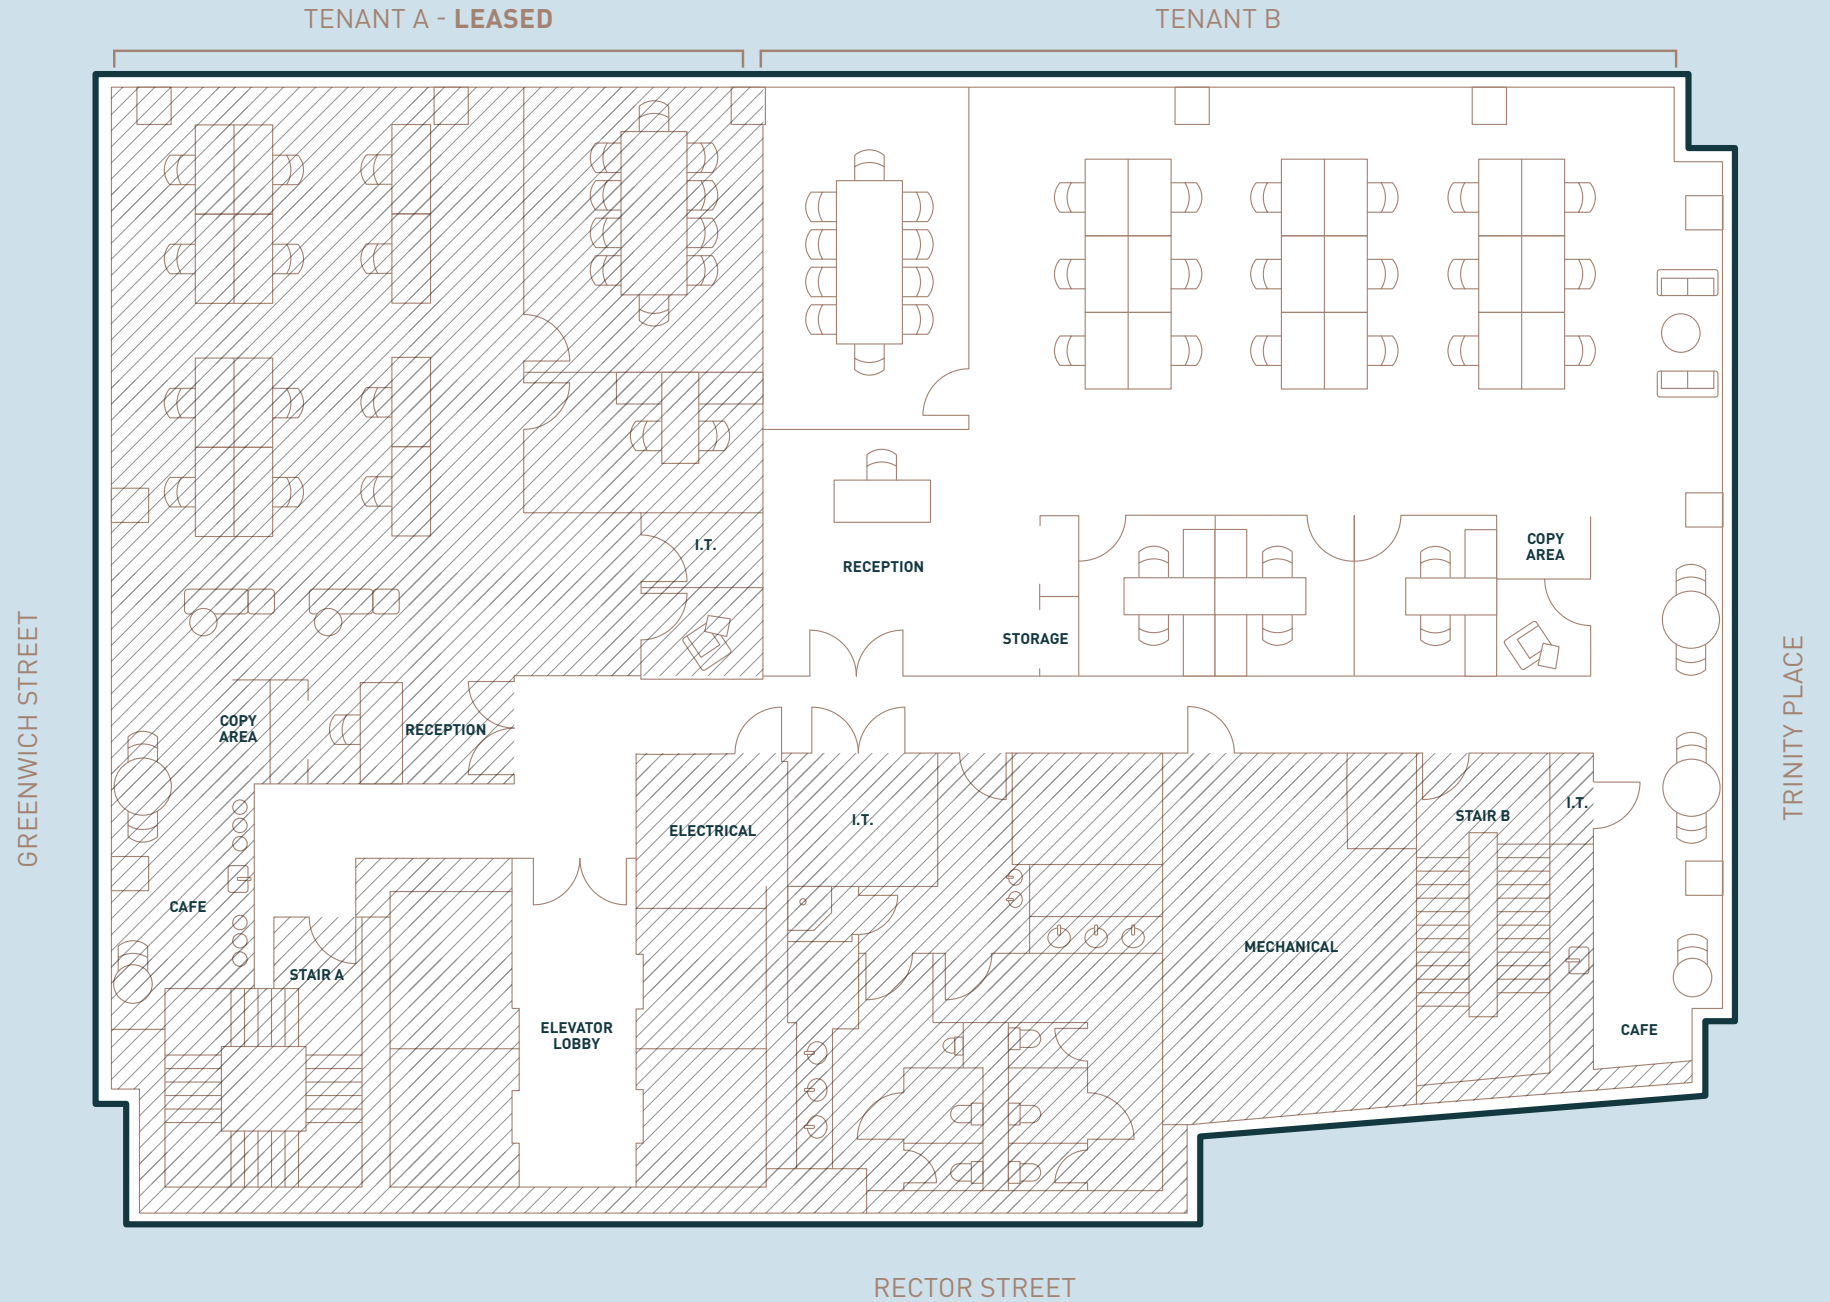 TENANT A - LEASED
TENANT B
I.T.
RECEPTION
COPY
AREA
STORAGE
COPY
AREA
RECEPTION
GREENWICH STREET
TRINITY PLACE
ELECTRICAL
I.T.
STAIR B
I.T.
CAFE
STAIR A
MECHANICAL
ELEVATOR
LOBBY
CAFE
RECTOR STREET